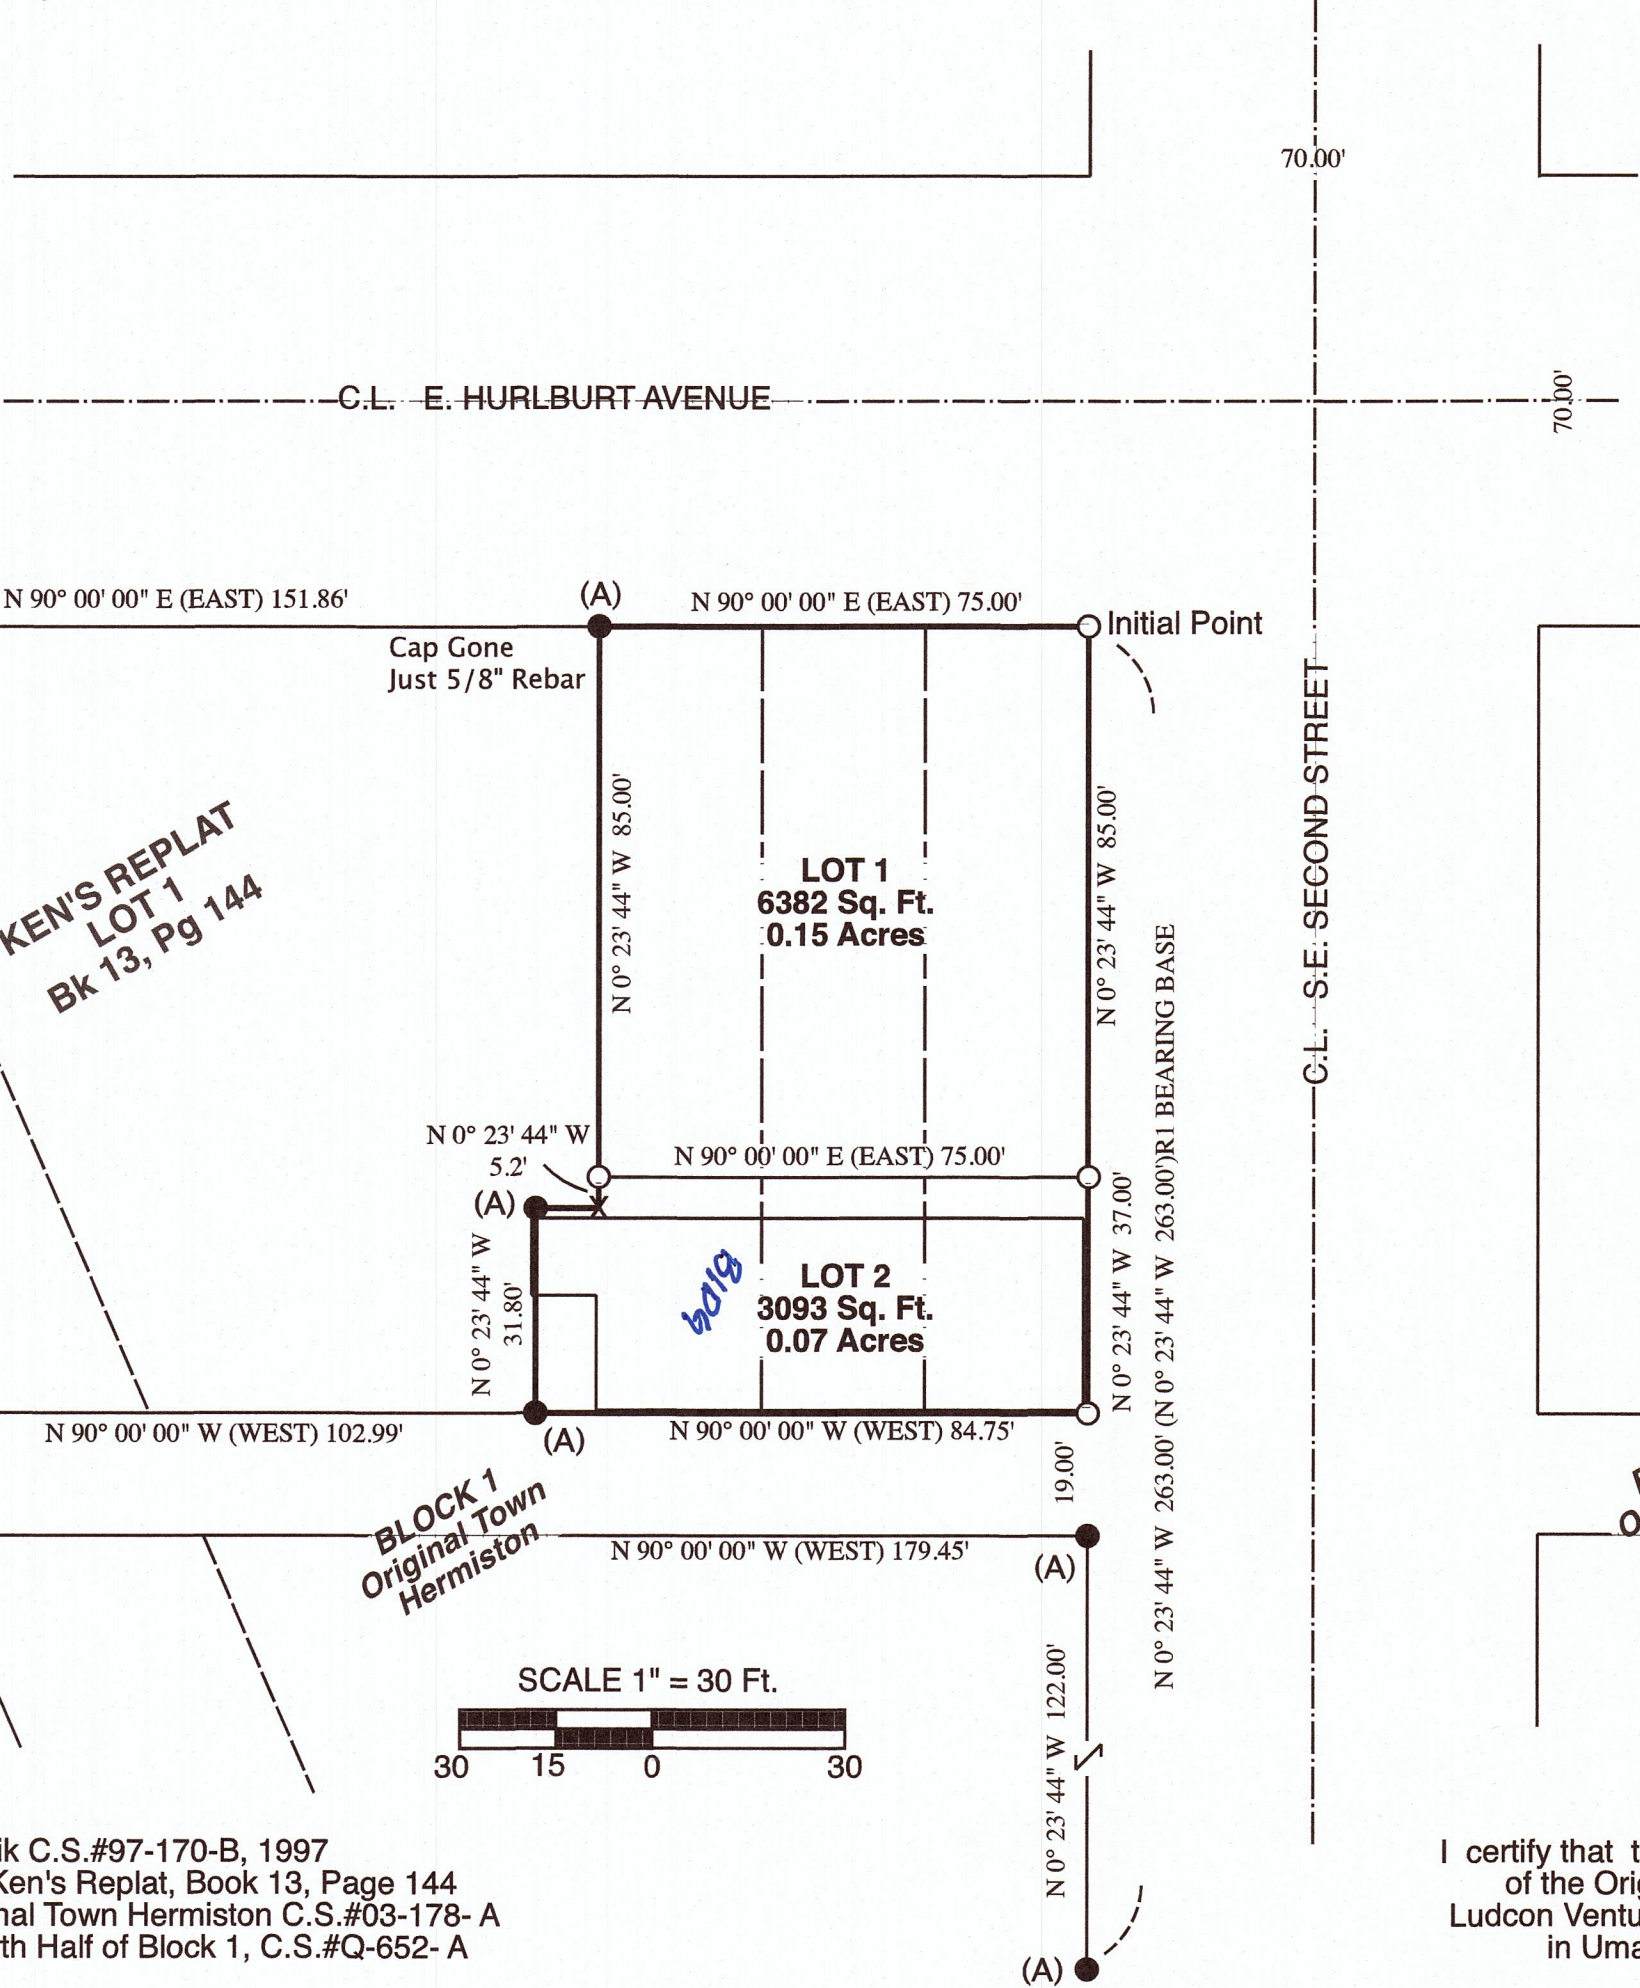 70.00'
C.L. E. HURLBURT AVENUE
70.00'
N 90° 00' 00" E (EAST) 151.86'
(A)
N 90° 00' 00" E (EAST) 75.00'
Initial Point
Cap Gone
Just 5/8" Rebar
C.L. S.E. SECOND STREET
N 0° 23' 44" W 85.00'
N 0° 23' 44" W 85.00'
KEN'S REPLAT
LOT 1
Bk 13, Pg 144
LOT 1
6382 Sq. Ft.
0.15 Acres
N 0° 23' 44" W 263.00' (N 0° 23' 44" W 263.00')R1 BEARING BASE
N 0° 23' 44" W
5.2'
N 90° 00' 00" E (EAST) 75.00'
(A)
N 0° 23' 44" W 37.00'
N 0° 23' 44" W
31.80'
Bldg
LOT 2
3093 Sq. Ft.
0.07 Acres
N 90° 00' 00" W (WEST) 102.99'
(A)
N 90° 00' 00" W (WEST) 84.75'
19.00'
BLOCK 1
Original Town
Hermiston
N 90° 00' 00" W (WEST) 179.45'
(A)
SCALE 1" = 30 Ft.
30 15 0 30
N 0° 23' 44" W 122.00'
ik C.S.#97-170-B, 1997
Ken's Replat, Book 13, Page 144
nal Town Hermiston C.S.#03-178- A
th Half of Block 1, C.S.#Q-652- A
(A)
I certify that t
of the Orig
Ludcon Ventu
in Uma